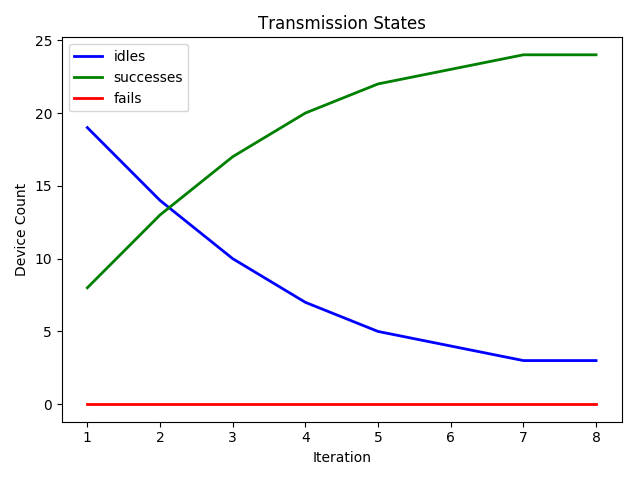 Transmission States
idles
successes
fails
Device Count
25
20
15
10
5
0
1 2 3 4 5 6 7 8
Iteration